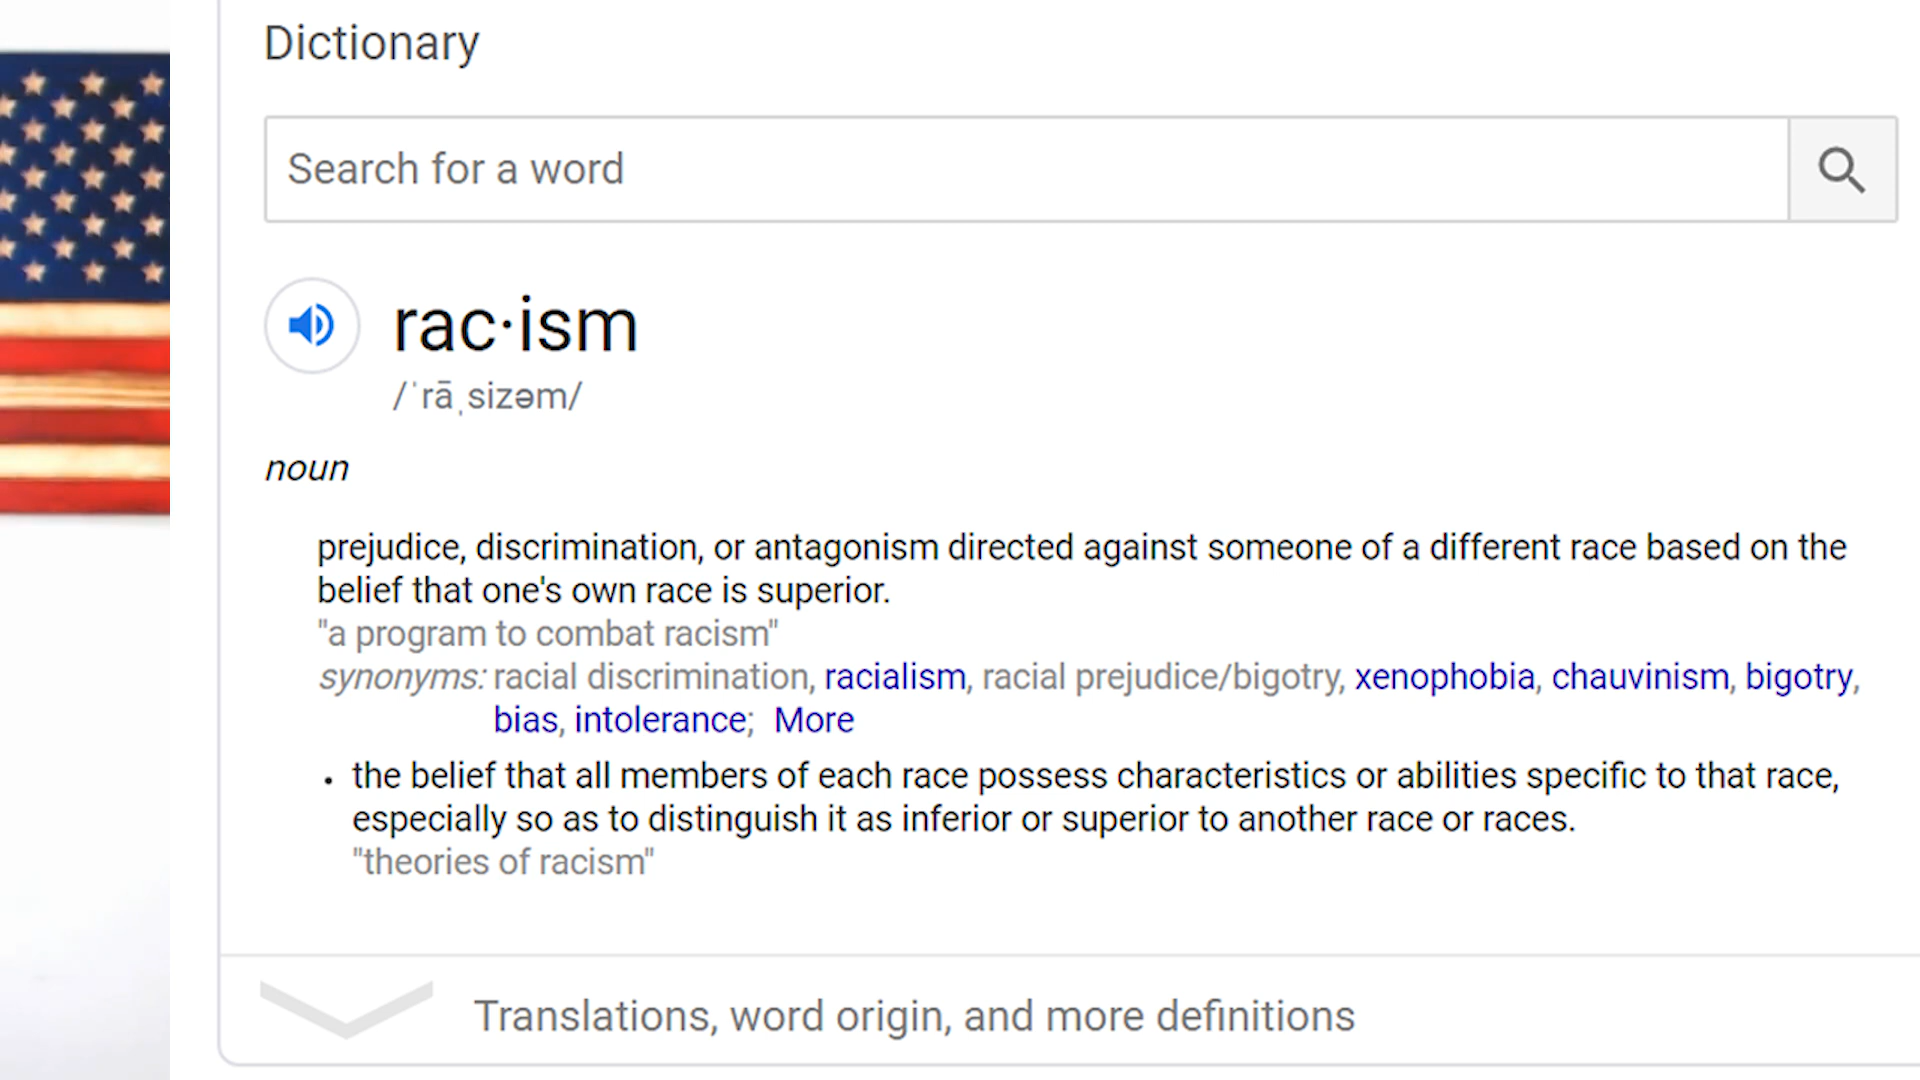 Dictionary
Search for a word
rac·ism
/ˈrāˌsizəm/
noun
prejudice, discrimination, or antagonism directed against someone of a different race based on the
belief that one's own race is superior.
"a program to combat racism"
synonyms: racial discrimination, racialism, racial prejudice/bigotry, xenophobia, chauvinism, bigotry,
bias, intolerance; More
• the belief that all members of each race possess characteristics or abilities specific to that race,
especially so as to distinguish it as inferior or superior to another race or races.
"theories of racism"
Translations, word origin, and more definitions